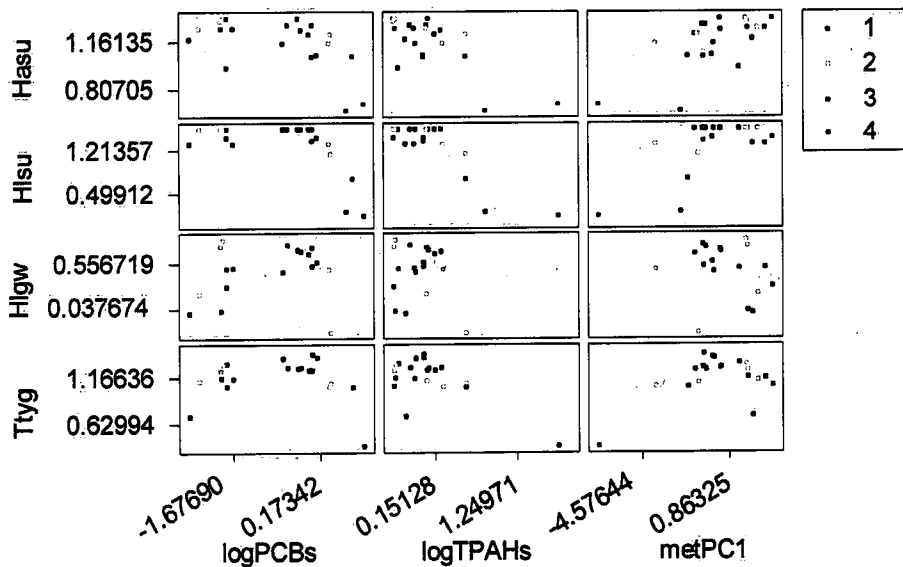 Hasu
1.16135
0.80705
Hlsu
1.21357
0.49912
Hlgw
0.556719
0.037674
Ttyg
1.16636
0.62994
-1.67690
0.17342
logPCBs
0.15128
1.24971
logTPAHs
-4.57644
0.86325
metPC1
1
2
3
4